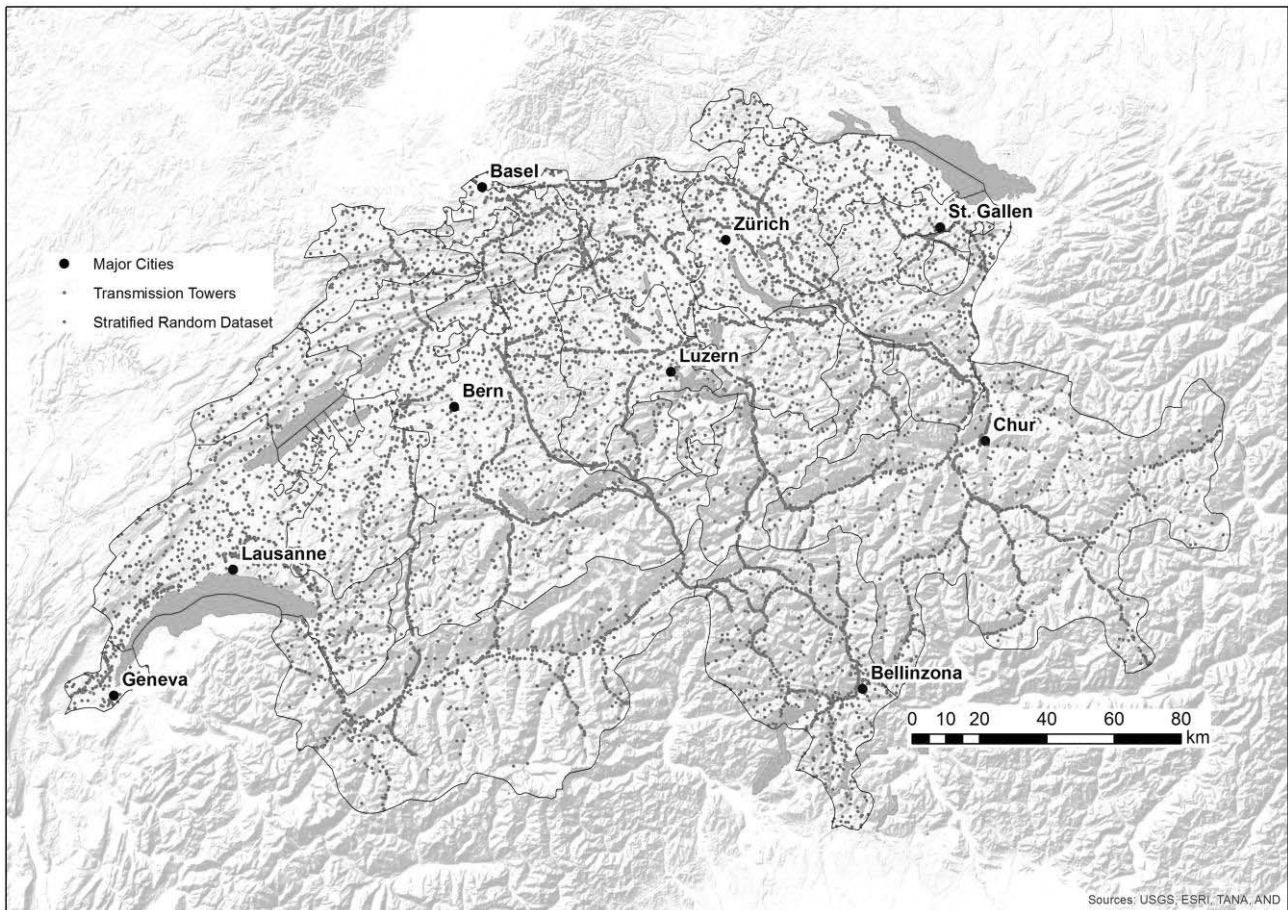 Basel
St. Gallen
Zürich
Major Cities
Transmission Towers
Stratified Random Dataset
Luzern
Bern
Chur
Lausanne
Geneva
Bellinzona
0 10 20 40 60 80
km
Sources: USGS, ESRI, TANA, AND